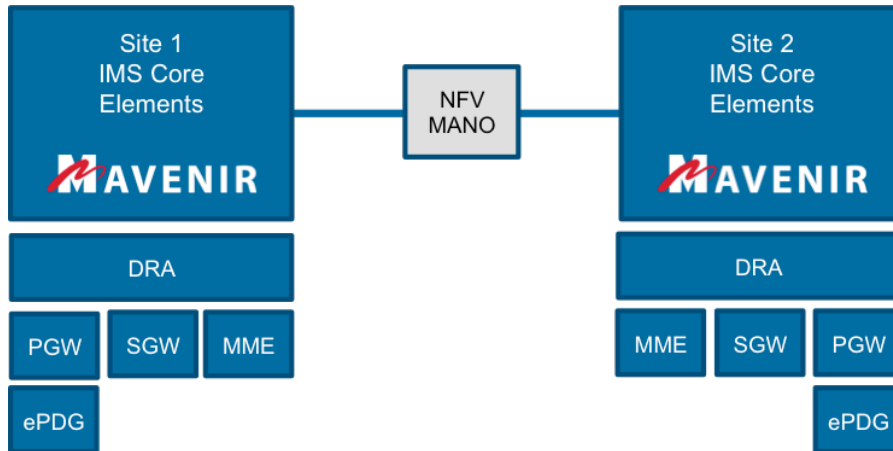 Site 1
IMS Core
Elements
MAVENIR
NFV
MANO
Site 2
IMS Core
Elements
MAVENIR
DRA
PGW
SGW
MME
ePDG
DRA
MME
SGW
PGW
ePDG